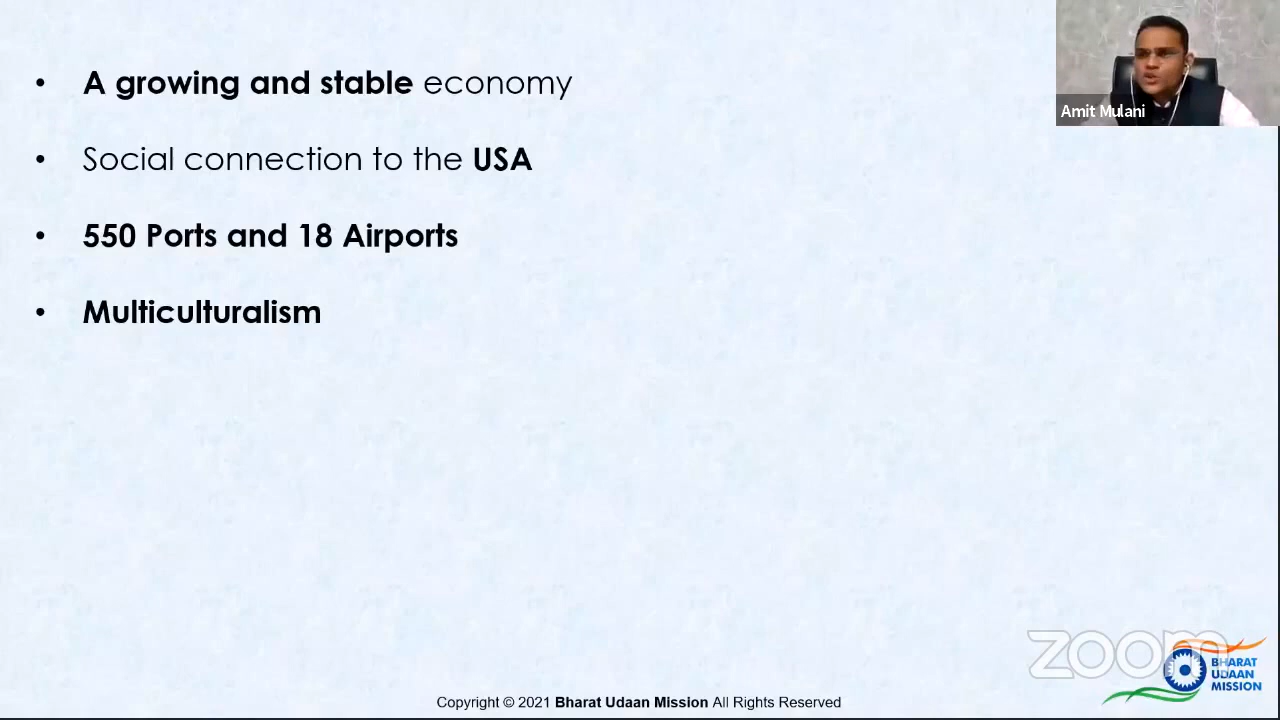 • A growing and stable economy
• Social connection to the USA
• 550 Ports and 18 Airports
• Multiculturalism
Amit Mulani
zoom
BHARAT
UDAAN
MISSION
Copyright © 2021 Bharat Udaan Mission All Rights Reserved